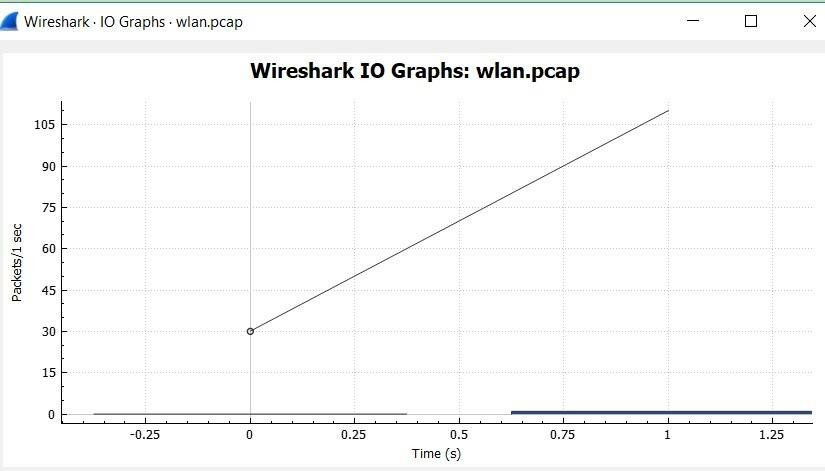 Wireshark · IO Graphs · wlan.pcap
Wireshark IO Graphs: wlan.pcap
Packets/1 sec
105
90
75
60
45
30
15
0
-0.25 0 0.25 0.5 0.75 1 1.25
Time (s)